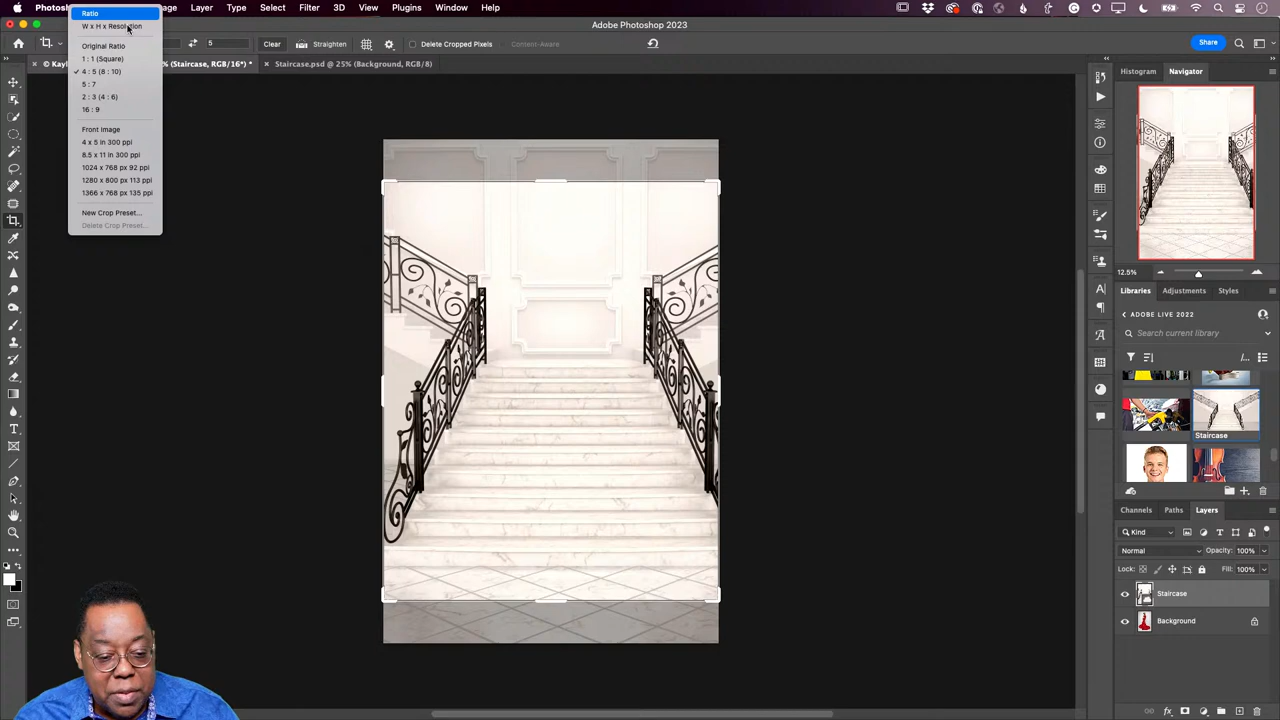 Photosh
Layer
Type
Select
Filter
3D
View
Plugins
Window
Help
Adobe Photoshop 2023
5
Clear
Straighten
Delete Cropped Pixels
Content-Aware
Share
© Kayl
% (Staircase, RGB/16*) *
Staircase.psd @ 25% (Background, RGB/8)
Ratio
W x H x Resolution
Original Ratio
1 : 1 (Square)
4 : 5 (8 : 10)
5 : 7
2 : 3 (4 : 6)
16 : 9
Front Image
4 x 5 in 300 ppi
8.5 x 11 in 300 ppi
1024 x 768 px 92 ppi
1280 x 800 px 113 ppi
1366 x 768 px 135 ppi
New Crop Preset...
Delete Crop Preset...
Histogram
Navigator
12.5%
Libraries
Adjustments
Styles
ADOBE LIVE 2022
Search current library
Staircase
Channels
Paths
Layers
Kind
Normal
Opacity: 100%
Lock:
Fill: 100%
Staircase
Background